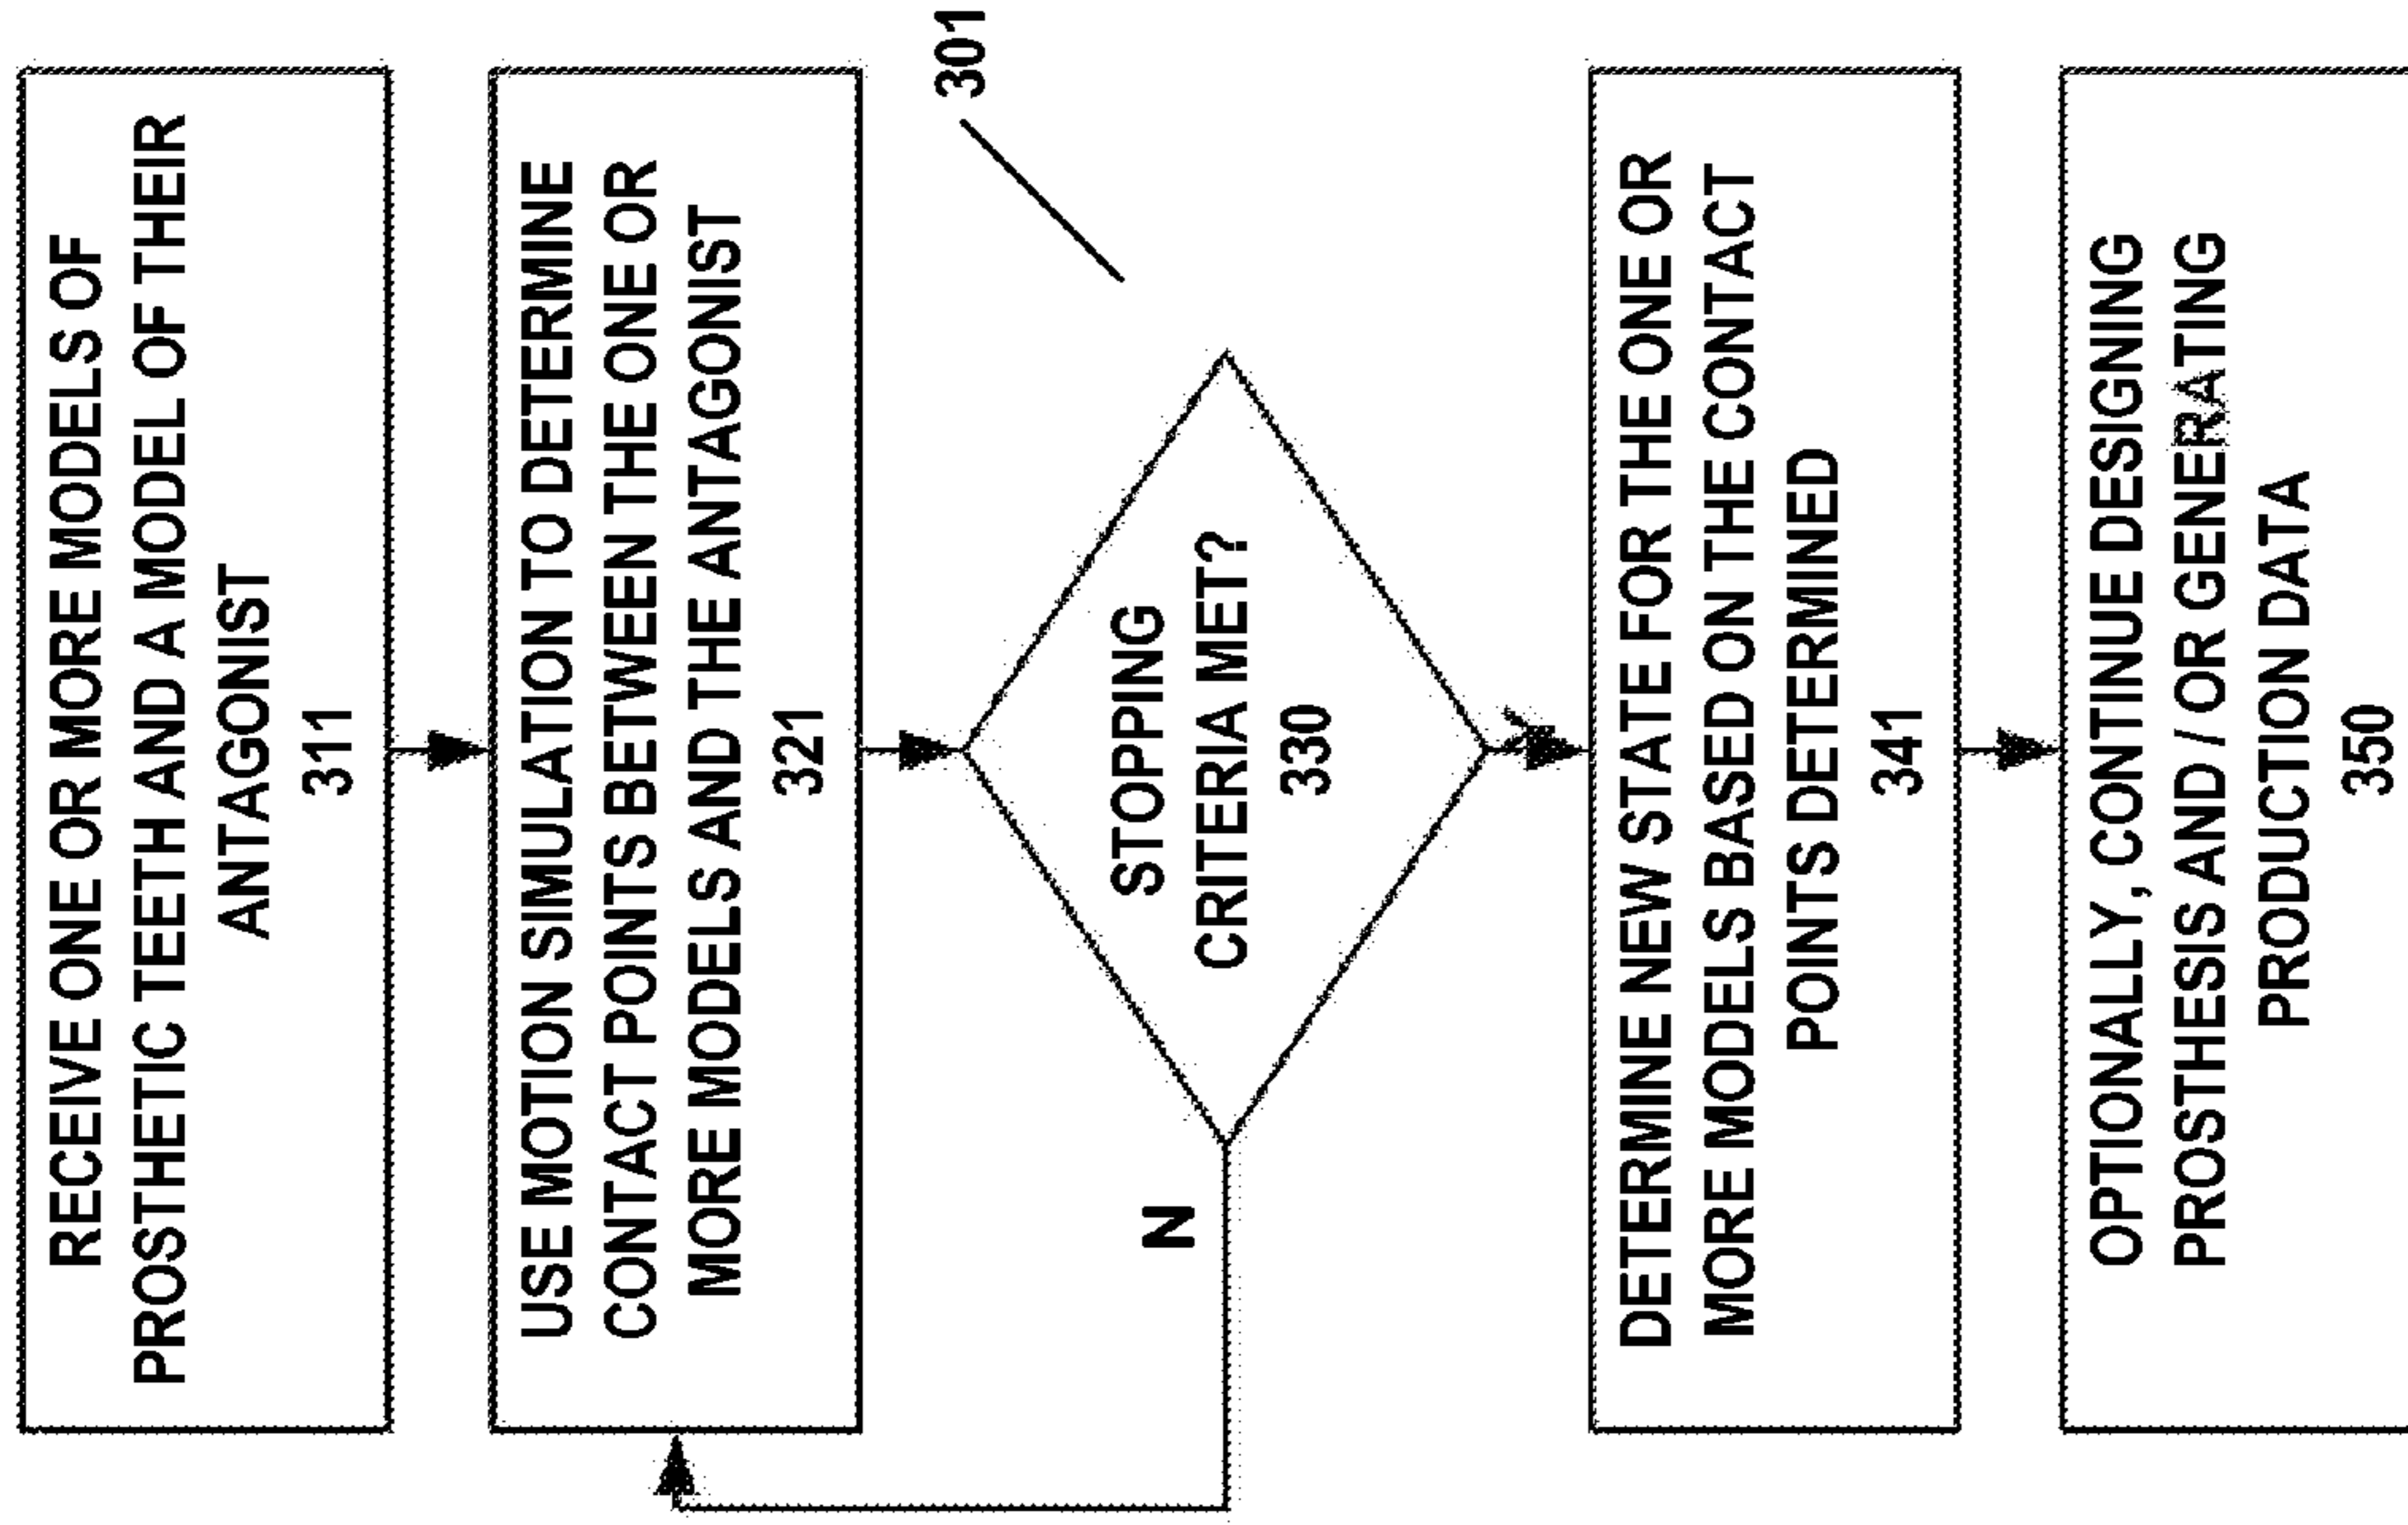 RECEIVE ONE OR MORE MODELS OF
PROSTHETIC TEETH AND A MODEL OF THEIR
ANTAGONIST
311
USE MOTION SIMULATION TO DETERMINE
CONTACT POINTS BETWEEN THE ONE OR
MORE MODELS AND THE ANTAGONIST
321
301
STOPPING
CRITERIA MET?
330
N
Y
DETERMINE NEW STATE FOR THE ONE OR
MORE MODELS BASED ON THE CONTACT
POINTS DETERMINED
341
OPTIONALLY, CONTINUE DESIGNING
PROSTHESIS AND / OR GENERATING
PRODUCTION DATA
350